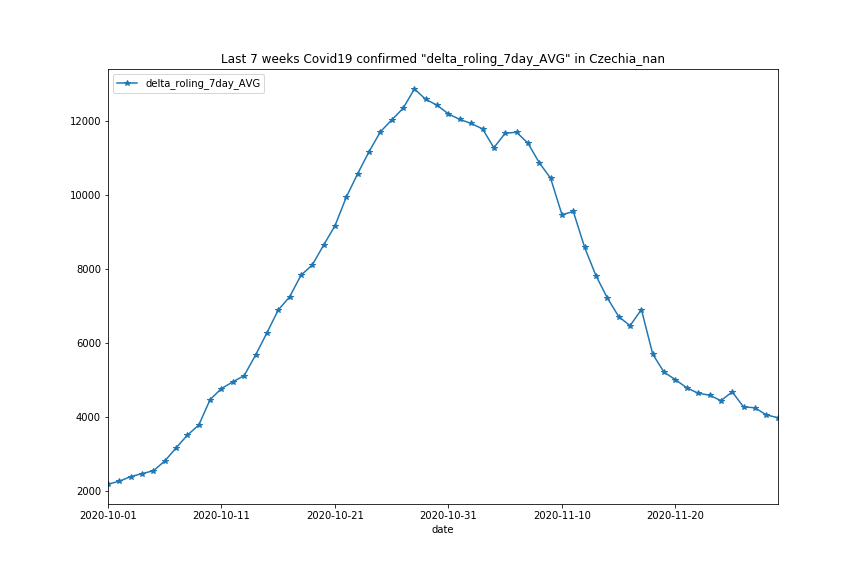 Last 7 weeks Covid19 confirmed "delta_roling_7day_AVG" in Czechia_nan
delta_roling_7day_AVG
12000
10000
8000
6000
4000
2000
2020-10-01 2020-10-11 2020-10-21 2020-10-31 2020-11-10 2020-11-20
date